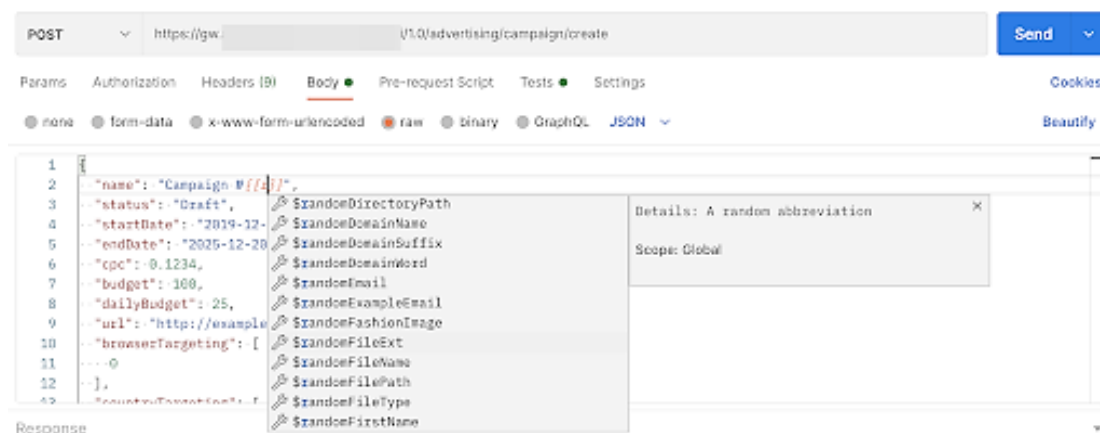 POST https://gw. /1.0/advertising/campaign/create Send
Params Authorization Headers (9) Body Pre-request Script Tests Settings Cookies
none form-data x-www-form-urlencoded raw binary GraphQL JSON Beautify
1 {
2 "name": "Campaign #{{r}}",
3 "status": "Draft",
4 "startDate": "2019-12-
5 "endDate": "2025-12-20
6 "cpc": 0.1234,
7 "budget": 100,
8 "dailyBudget": 25,
9 "url": "http://example
10 "browserTargeting": [
11 0
12 ],
13 "countryTargeting": [
$randomDirectoryPath
$randomDomainName
$randomDomainSuffix
$randomDomainWord
$randomEmail
$randomExampleEmail
$randomFashionImage
$randomFileExt
$randomFileName
$randomFilePath
$randomFileType
$randomFirstName
Details: A random abbreviation
Scope: Global
Response